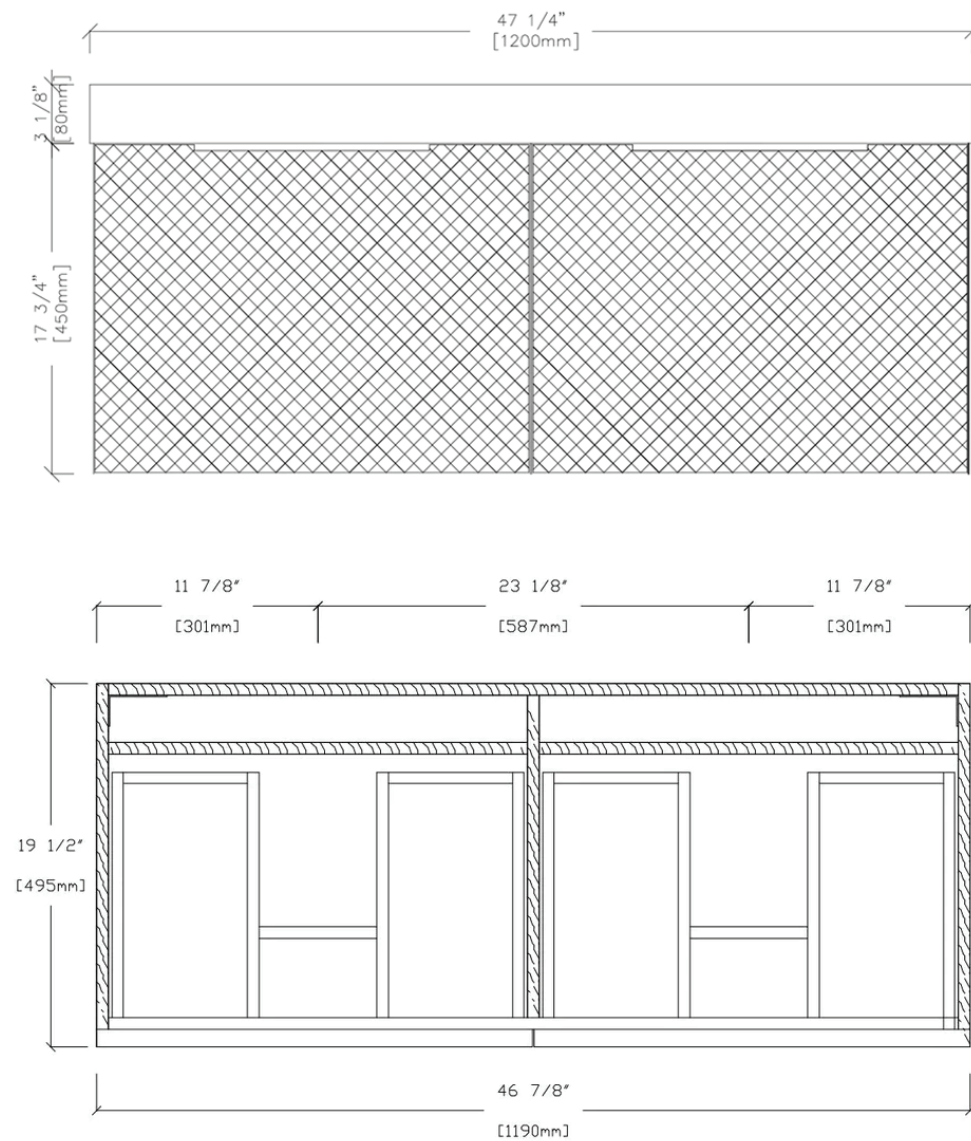 47 1/4"
[1200mm]
3 1/8"
[80mm]
17 3/4"
[450mm]
11 7/8"
23 1/8"
11 7/8"
[301mm]
[587mm]
[301mm]
19 1/2"
[495mm]
46 7/8"
[1190mm]